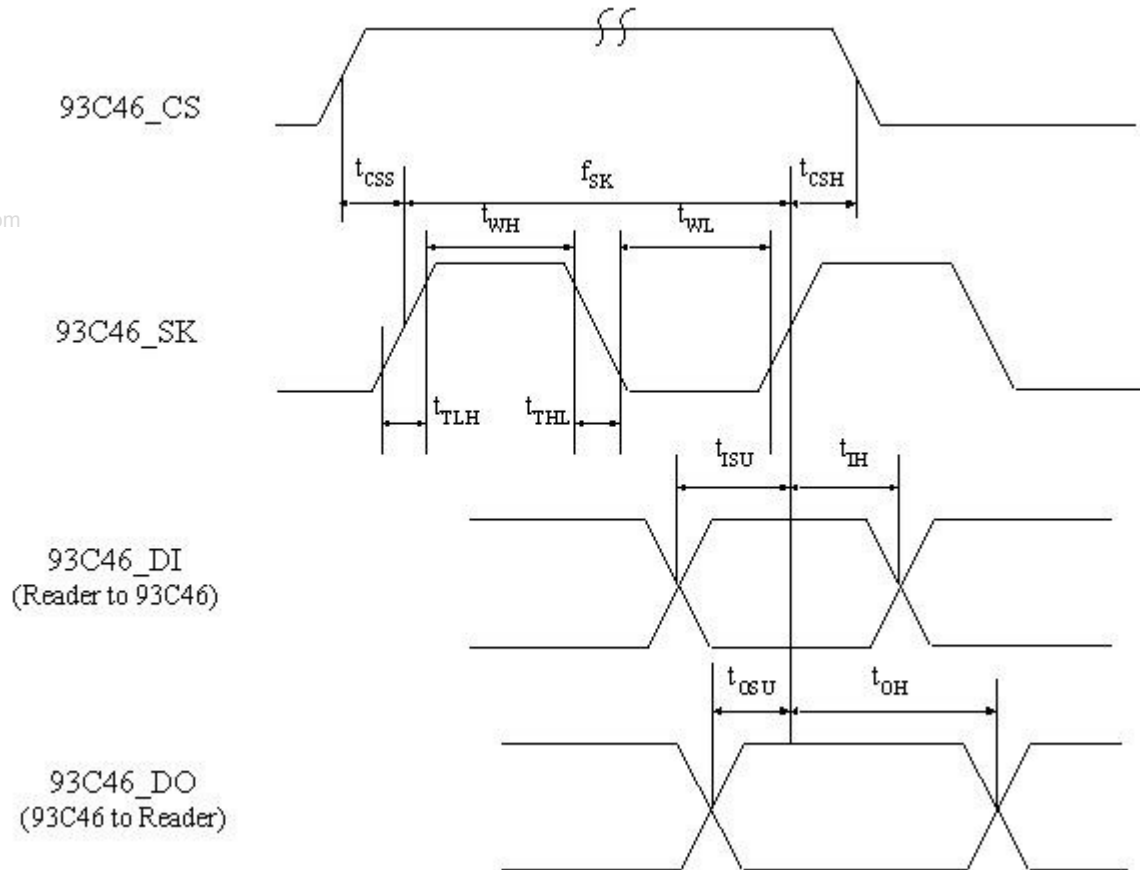 93C46_CS
tCSS
fSK
tCSH
om
tWH
tWL
93C46_SK
tTLH
tTHL
tISU
tIH
93C46_DI
(Reader to 93C46)
tOSU
tOH
93C46_DO
(93C46 to Reader)